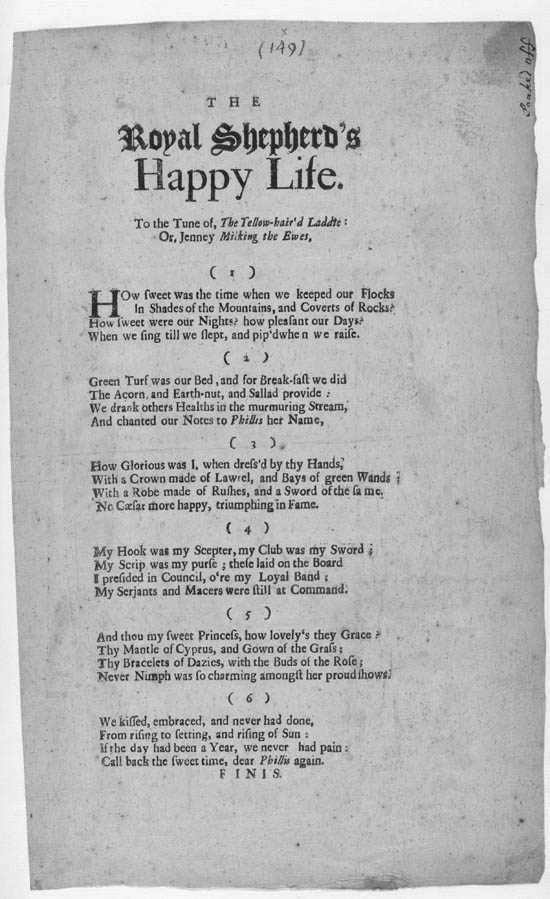 (149)
Soaked off
THE
Royal Shepherd's
Happy Life.
To the Tune of, The Yellow-hair'd Laddie:
Or, Jenney Milking the Ewes,
( 1 )
HOw ſweet was the time when we keeped our Flocks
In Shades of the Mountains, and Coverts of Rocks?
How ſweet were our Nights? how pleaſant our Days?
When we ſing till we ſlept, and pip'dwhen we raiſe.
( 2 )
Green Turf was our Bed, and for Break-faſt we did
The Acorn and Earth-nut, and Sallad provide:
We drank others Healths in the murmuring Stream,
And chanted our Notes to Phillis her Name,
( 3 )
How Glorious was I, when dreſs'd by thy Hands,
With a Crown made of Lawrel, and Bays of green Wands;
With a Robe made of Ruſhes, and a Sword of the ſame.
No Cæſar more happy, triumphing in Fame.
( 4 )
My Hook was my Scepter, my Club was my Sword;
My Scrip was my purſe; theſe laid on the Board
I preſided in Council, o're my Loyal Band;
My Serjants and Macers were ſtill at Command.
( 5 )
And thou my ſweet Princeſs, how lovely's they Grace?
Thy Mantle of Cyprus, and Gown of the Graſs:
Thy Bracelets of Dazies, with the Buds of the Roſe;
Never Nimph was ſo charming amongſt her proud ſhows.
( 6 )
We kiſſed, embraced, and never had done,
From riſing to ſetting, and riſing of Sun:
If the day had been a Year, we never had pain:
Call back the ſweet time, dear Phillis again.
FINIS.